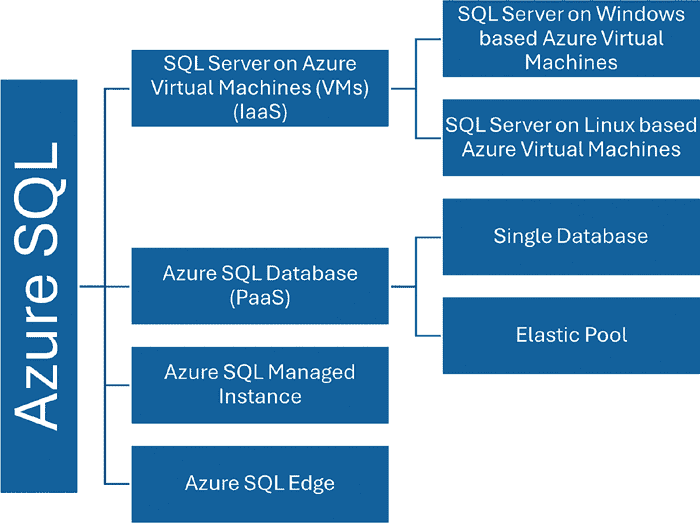 Azure SQL
SQL Server on Azure
Virtual Machines (VMs)
(IaaS)
SQL Server on Windows
based Azure Virtual
Machines
SQL Server on Linux based
Azure Virtual Machines
Azure SQL Database
(PaaS)
Single Database
Elastic Pool
Azure SQL Managed
Instance
Azure SQL Edge